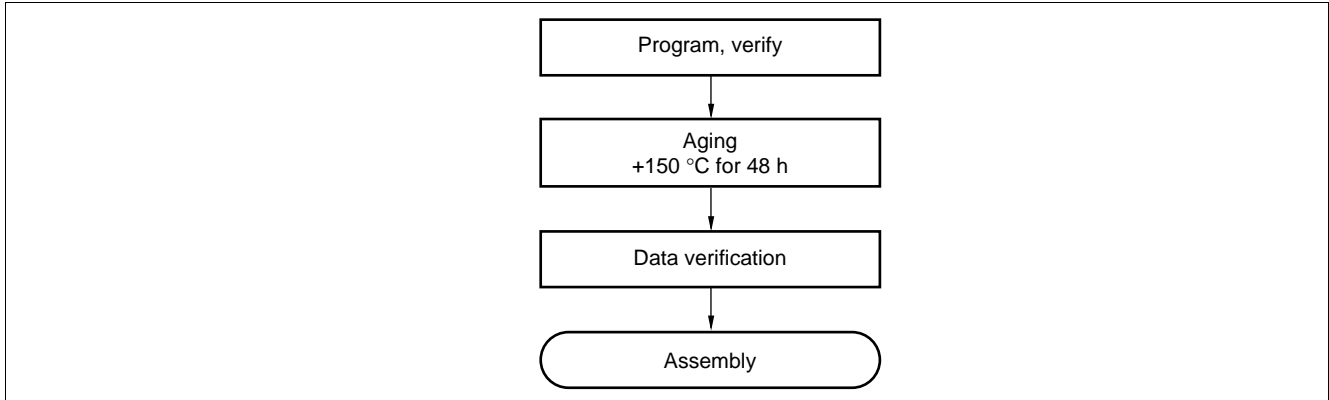 Program, verify
Aging
+150 °C for 48 h
Data verification
Assembly